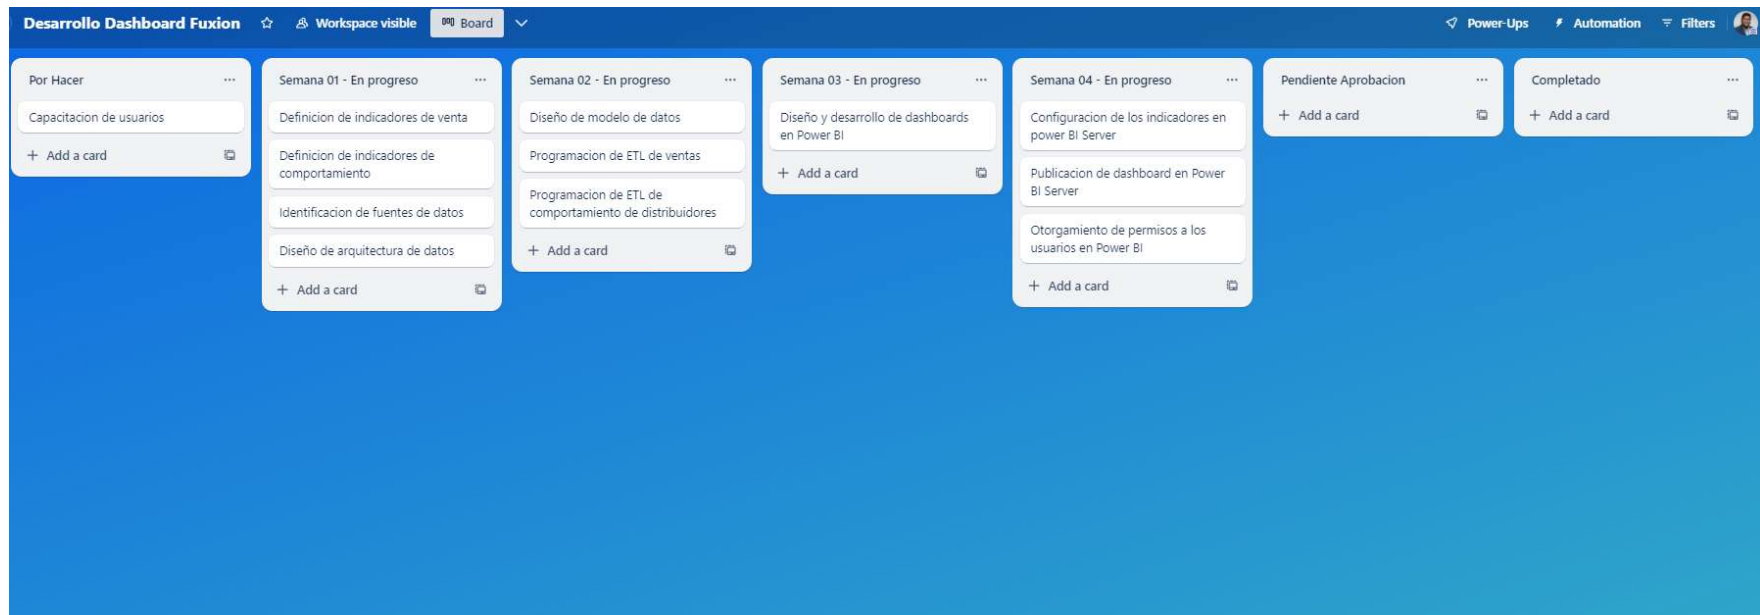 Desarrollo Dashboard Fuxion
Workspace visible
Board
Power-Ups
Automation
Filters
Por Hacer
Capacitacion de usuarios
+ Add a card
Semana 01 - En progreso
Definicion de indicadores de venta
Definicion de indicadores de
comportamiento
Identificacion de fuentes de datos
Diseño de arquitectura de datos
+ Add a card
Semana 02 - En progreso
Diseño de modelo de datos
Programacion de ETL de ventas
Programacion de ETL de
comportamiento de distribuidores
+ Add a card
Semana 03 - En progreso
Diseño y desarrollo de dashboards
en Power BI
+ Add a card
Semana 04 - En progreso
Configuracion de los indicadores en
power BI Server
Publicacion de dashboard en Power
BI Server
Otorgamiento de permisos a los
usuarios en Power BI
+ Add a card
Pendiente Aprobacion
+ Add a card
Completado
+ Add a card